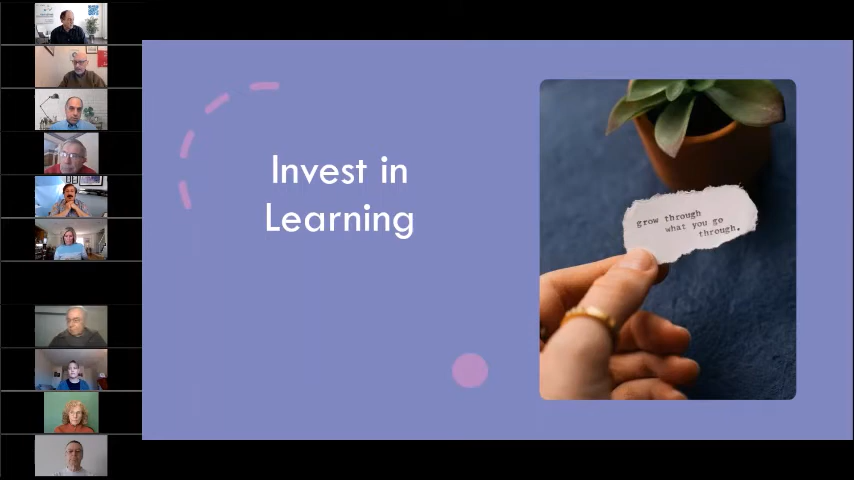 Invest in
Learning
grow through
what you go
through.